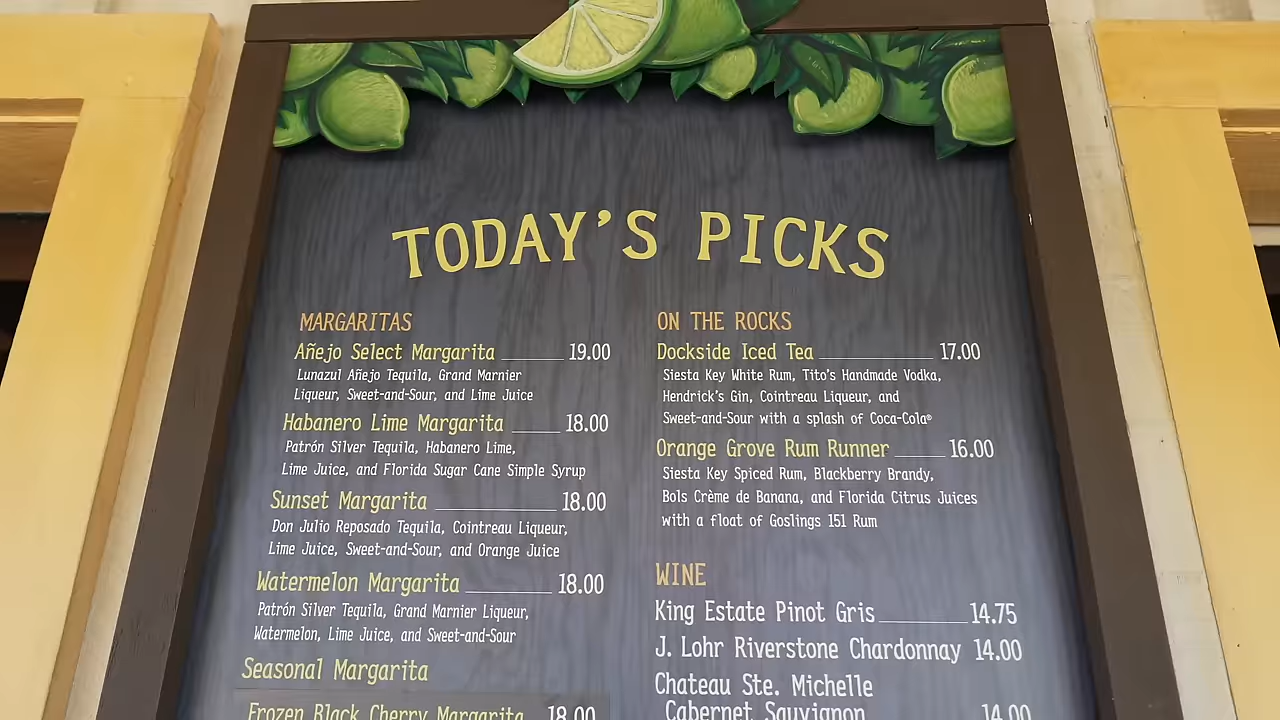 TODAY'S PICKS
MARGARITAS
Añejo Select Margarita 19.00
Lunazul Añejo Tequila, Grand Marnier
Liqueur, Sweet-and-Sour, and Lime Juice
Habanero Lime Margarita 18.00
Patrón Silver Tequila, Habanero Lime,
Lime Juice, and Florida Sugar Cane Simple Syrup
Sunset Margarita 18.00
Don Julio Reposado Tequila, Cointreau Liqueur,
Lime Juice, Sweet-and-Sour, and Orange Juice
Watermelon Margarita 18.00
Patrón Silver Tequila, Grand Marnier Liqueur,
Watermelon, Lime Juice, and Sweet-and-Sour
Seasonal Margarita
Frozen Black Cherry Margarita 18.00
ON THE ROCKS
Dockside Iced Tea 17.00
Siesta Key White Rum, Tito's Handmade Vodka,
Hendrick's Gin, Cointreau Liqueur, and
Sweet-and-Sour with a splash of Coca-Cola®
Orange Grove Rum Runner 16.00
Siesta Key Spiced Rum, Blackberry Brandy,
Bols Crème de Banana, and Florida Citrus Juices
with a float of Goslings 151 Rum
WINE
King Estate Pinot Gris 14.75
J. Lohr Riverstone Chardonnay 14.00
Chateau Ste. Michelle
Cabernet Sauvignon 14.00